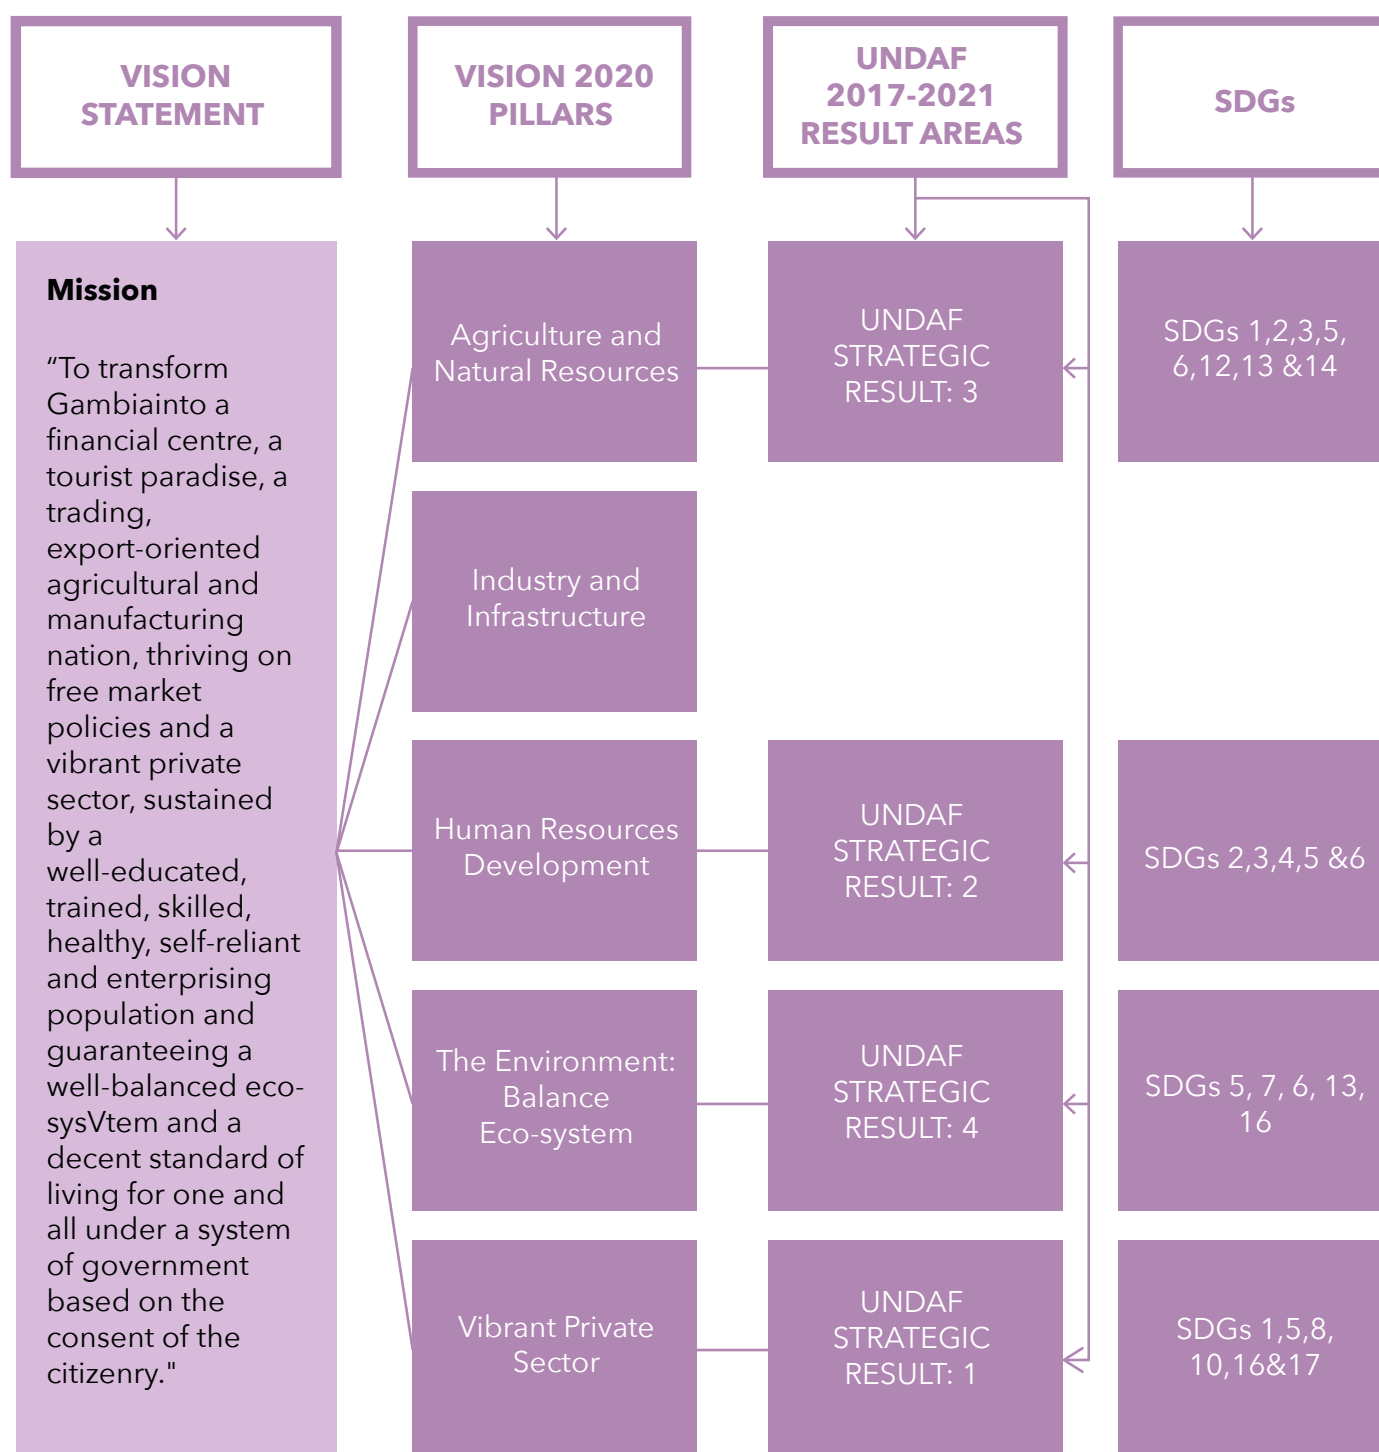 VISION
STATEMENT
VISION 2020
PILLARS
UNDAF
2017-2021
RESULT AREAS
SDGs
Mission
“To transform
Gambiainto a
financial centre, a
tourist paradise, a
trading,
export-oriented
agricultural and
manufacturing
nation, thriving on
free market
policies and a
vibrant private
sector, sustained
by a
well-educated,
trained, skilled,
healthy, self-reliant
and enterprising
population and
guaranteeing a
well-balanced eco-
sysVtem and a
decent standard of
living for one and
all under a system
of government
based on the
consent of the
citizenry."
Agriculture and
Natural Resources
UNDAF
STRATEGIC
RESULT: 3
SDGs 1,2,3,5,
6,12,13 &14
Industry and
Infrastructure
Human Resources
Development
UNDAF
STRATEGIC
RESULT: 2
SDGs 2,3,4,5 &6
The Environment:
Balance
Eco-system
UNDAF
STRATEGIC
RESULT: 4
SDGs 5, 7, 6, 13,
16
Vibrant Private
Sector
UNDAF
STRATEGIC
RESULT: 1
SDGs 1,5,8,
10,16&17